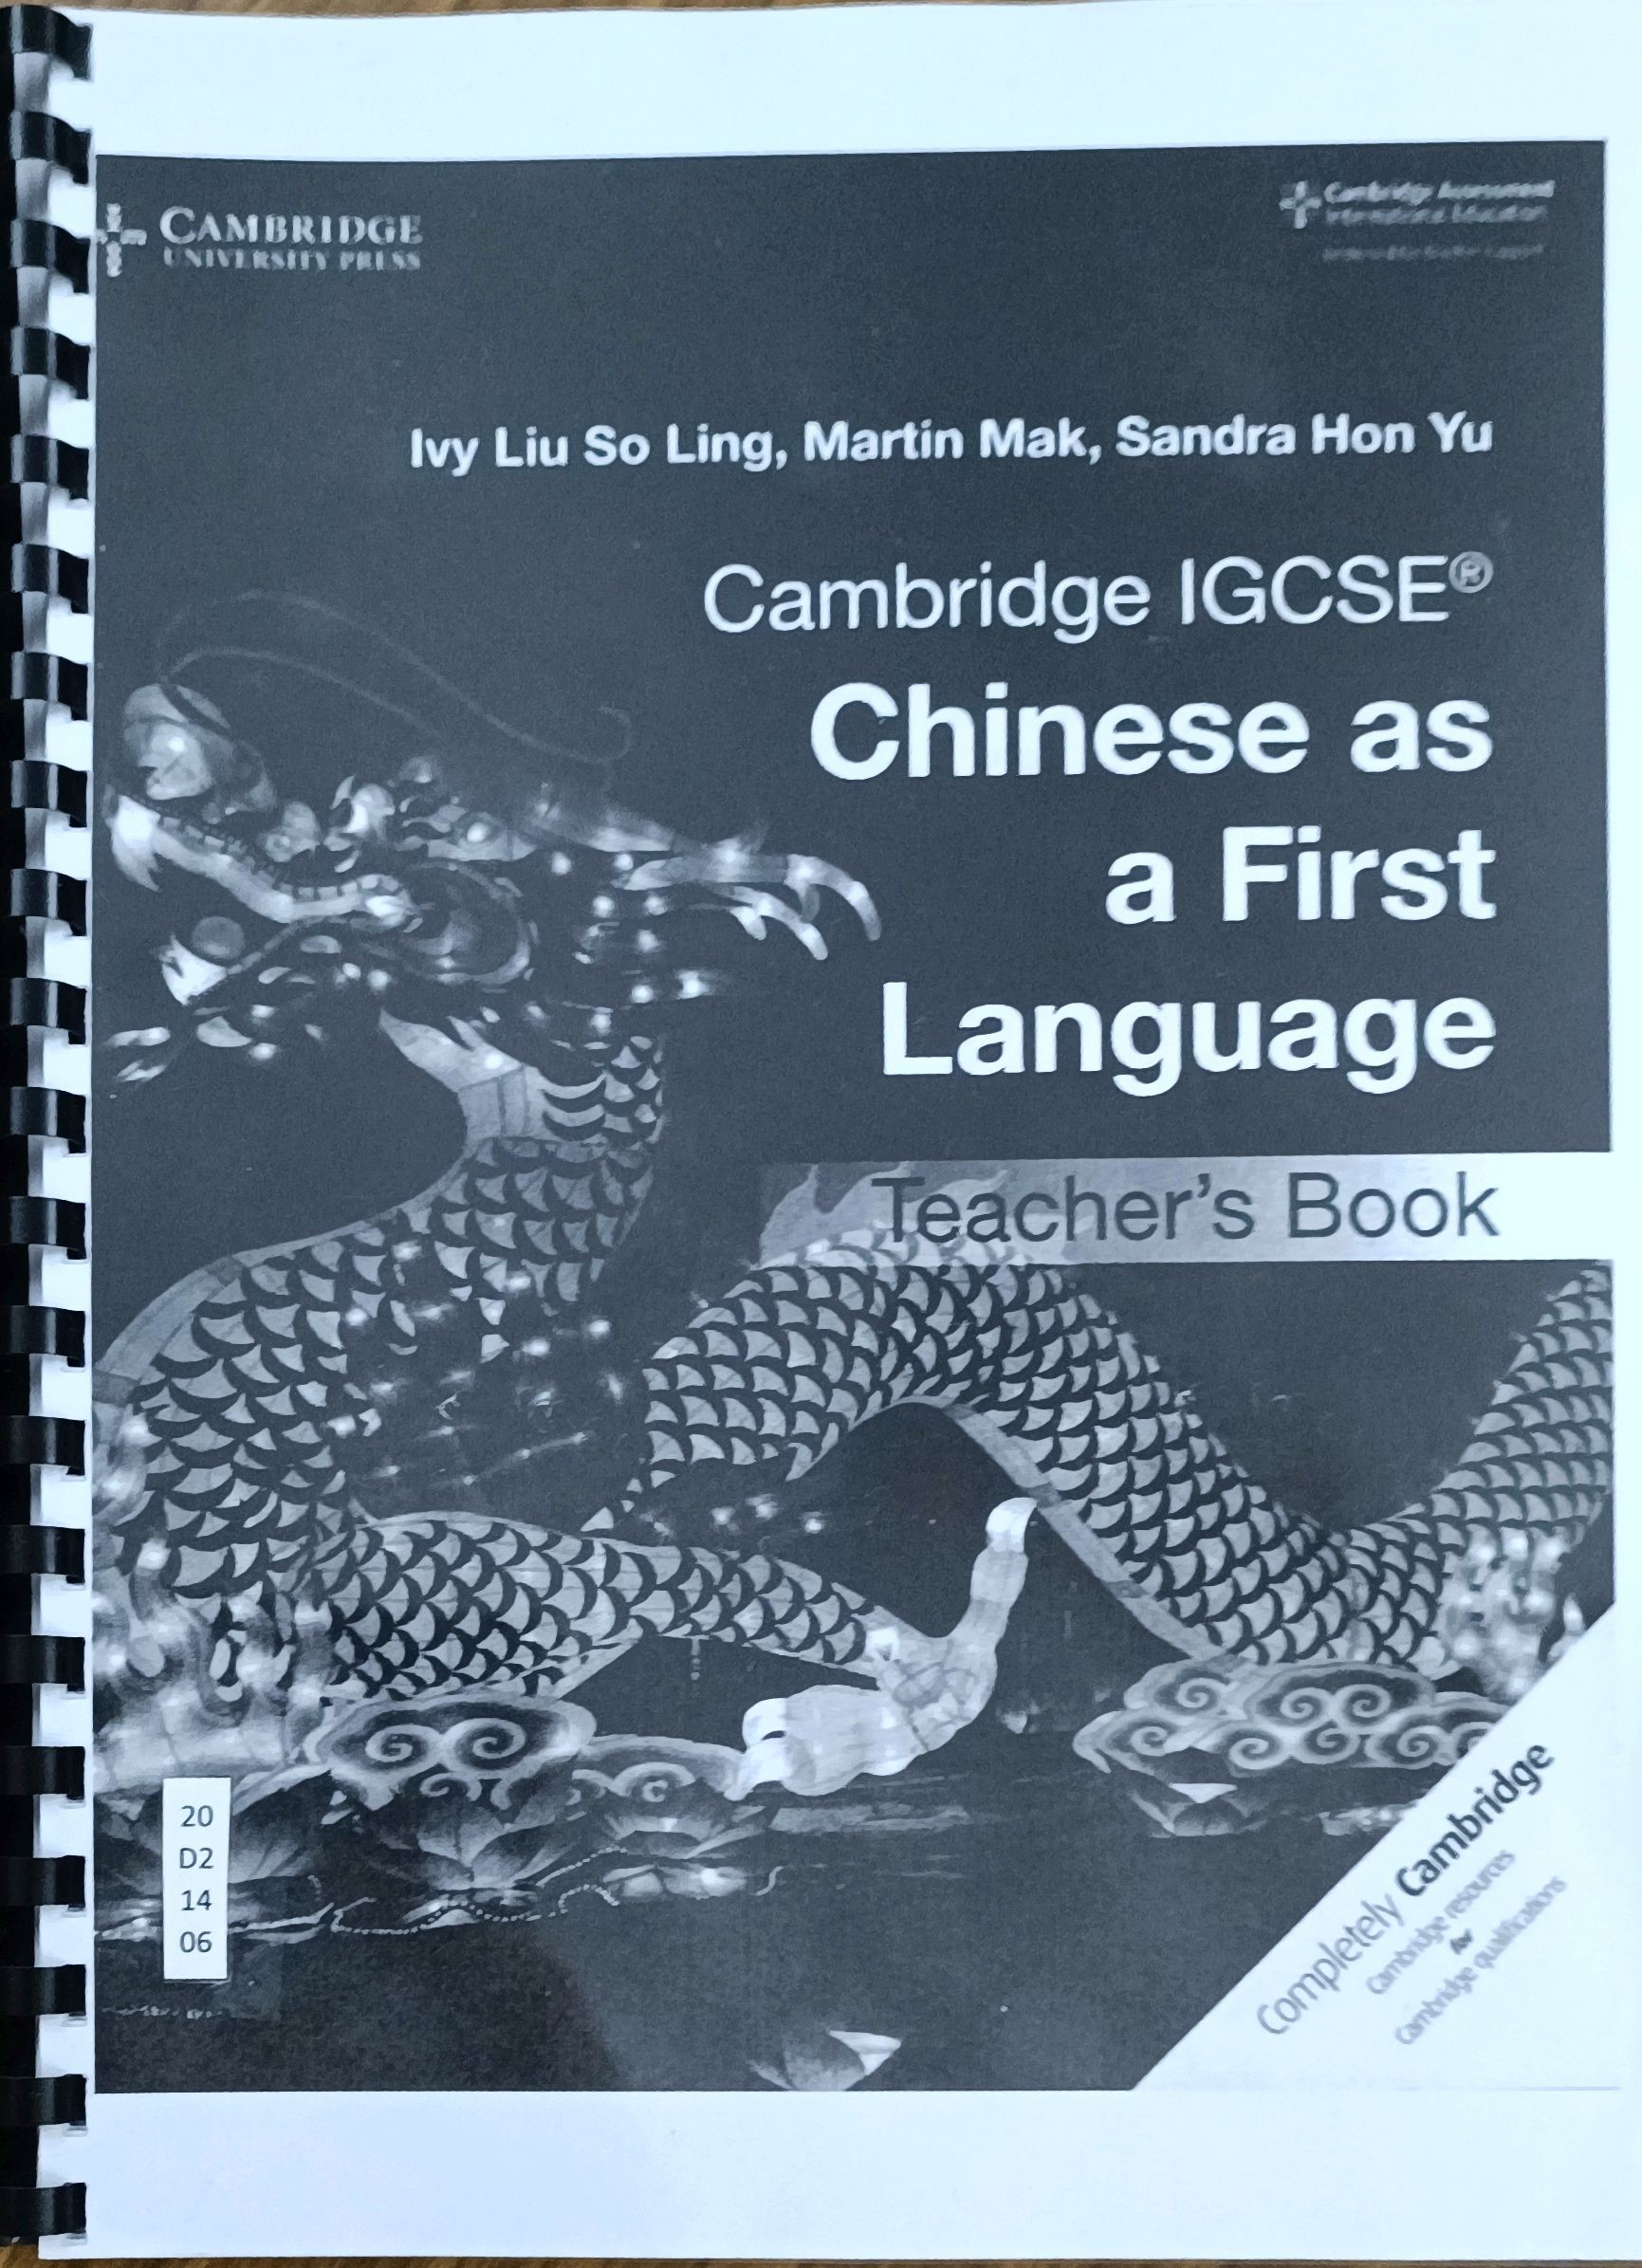 CAMBRIDGE
UNIVERSITY PRESS
Cambridge Assessment
International Education
Ivy Liu So Ling, Martin Mak, Sandra Hon Yu
Cambridge IGCSE®
Chinese as
a First
Language
Teacher's Book
20
D2
14
06
Completely Cambridge
Cambridge resources
for
Cambridge qualifications